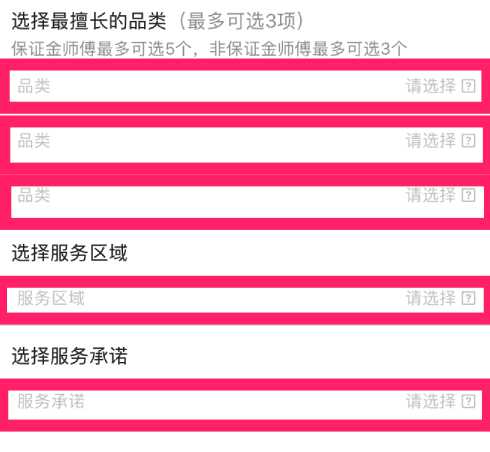 选择最擅长的品类（最多可选3项）
保证金师傅最多可选5个，非保证金师傅最多可选3个
品类 请选择 ?
品类 请选择 ?
品类 请选择 ?
选择服务区域
服务区域 请选择 ?
选择服务承诺
服务承诺 请选择 ?